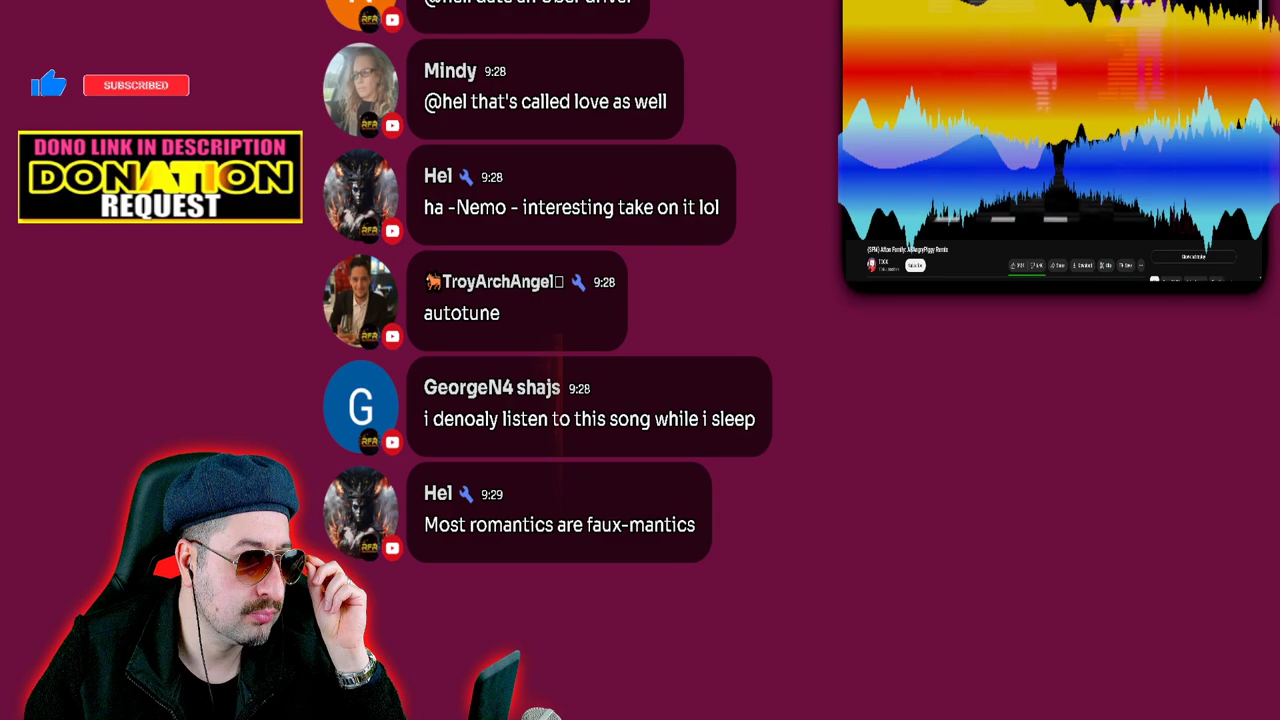 SUBSCRIBED
DONO LINK IN DESCRIPTION
DONATION
REQUEST
Mindy 9:28
@hel that's called love as well
Hel 9:28
ha -Nemo - interesting take on it lol
TroyArchAngel 9:28
autotune
GeorgeN4 shajs 9:28
i denoaly listen to this song while i sleep
Hel 9:29
Most romantics are faux-mantics
G